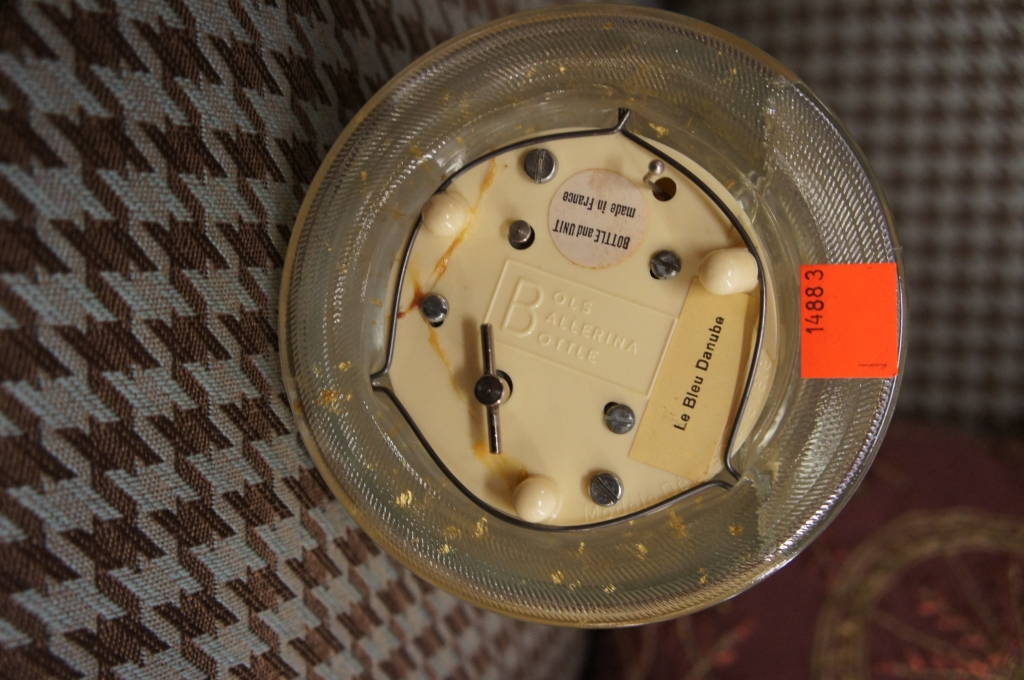 BOTTLE and UNIT
made in France
BOLS
BALLERINA
BOTTLE
Le Bleu Danube
14883